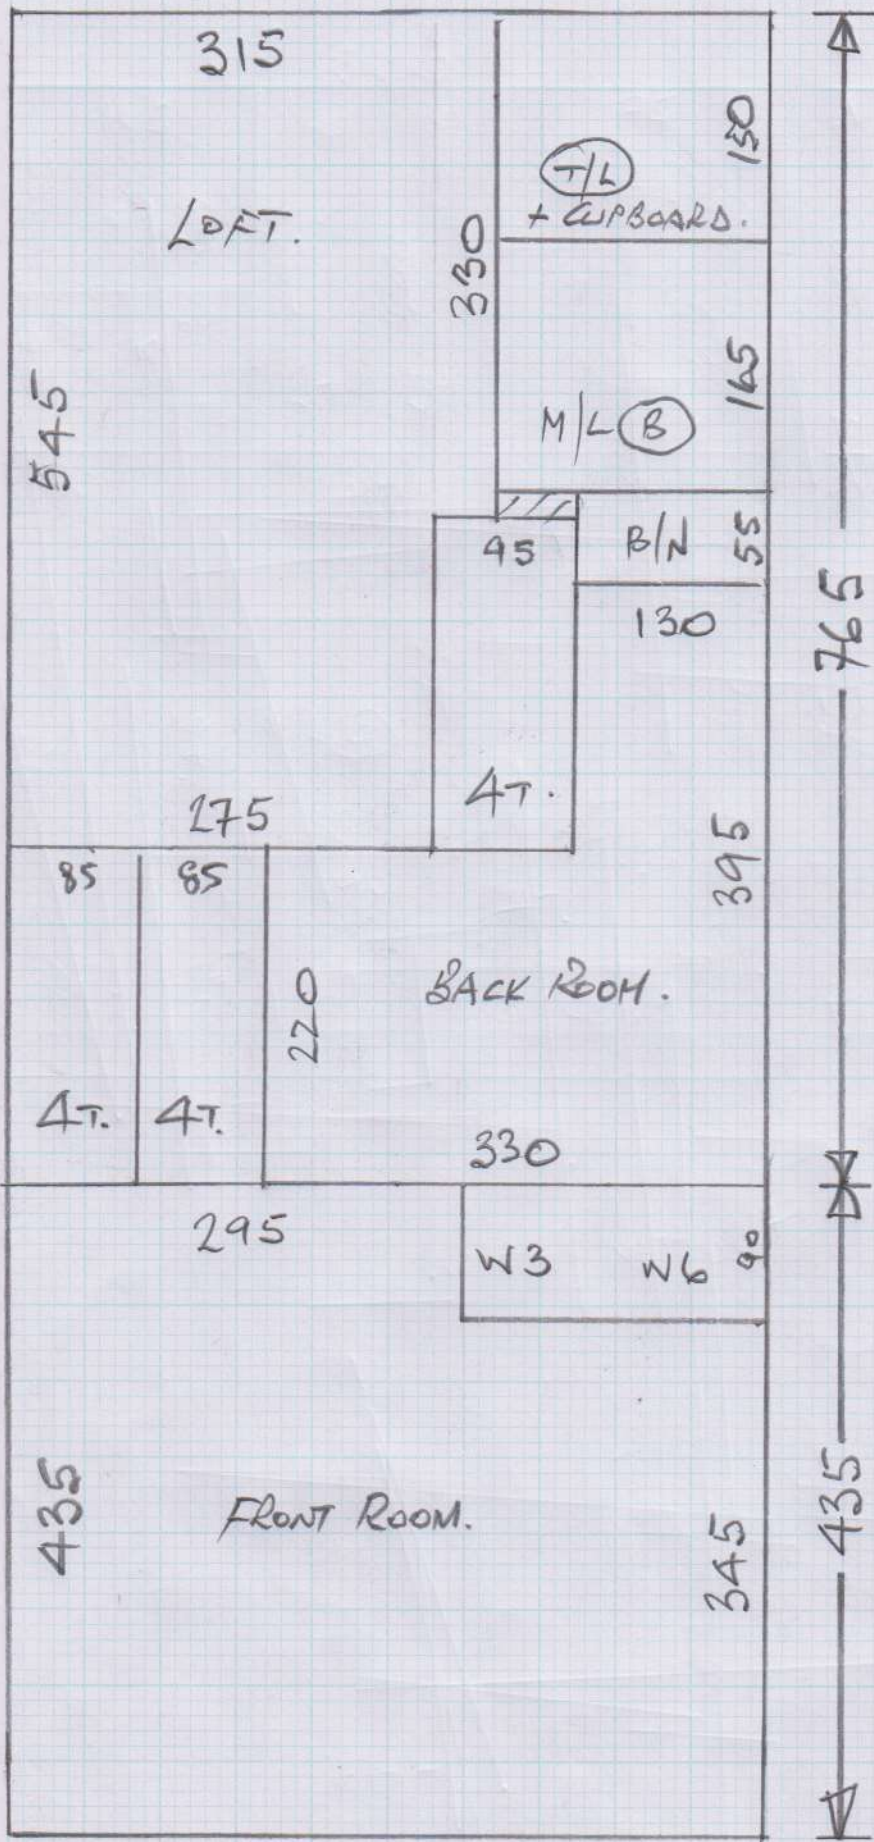 315
150
T/L
+ CUPBOARD.
LOFT.
330
545
165
M/L B
95
B/N
55
130
765
4T.
275
395
85
85
220
BACK ROOM.
4T.
4T.
330
295
W3
W6
90
435
FRONT ROOM.
345
435